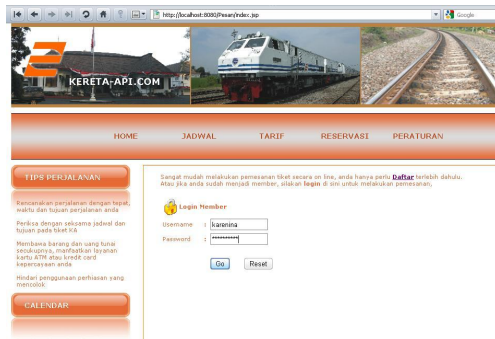 http://localhost:8080/Pesan/index.jsp
Google
KERETA-API.COM
HOME JADWAL TARIF RESERVASI PERATURAN
TIPS PERJALANAN
Rencanakan perjalanan dengan tepat,
waktu dan tujuan perjalanan anda
Periksa dengan seksama jadwal dan
tujuan pada tiket KA
Membawa barang dan uang tunai
secukupnya, manfaatkan layanan
kartu ATM atau kredit card
kepercayaan anda
Hindari penggunaan perhiasan yang
mencolok
CALENDAR
Sangat mudah melakukan pemesanan tiket secara on line, anda hanya perlu Daftar terlebih dahulu.
Atau jika anda sudah menjadi member, silakan login di sini untuk melakukan pemesanan,
Login Member
Username : karenina
Password : **********
Go Reset